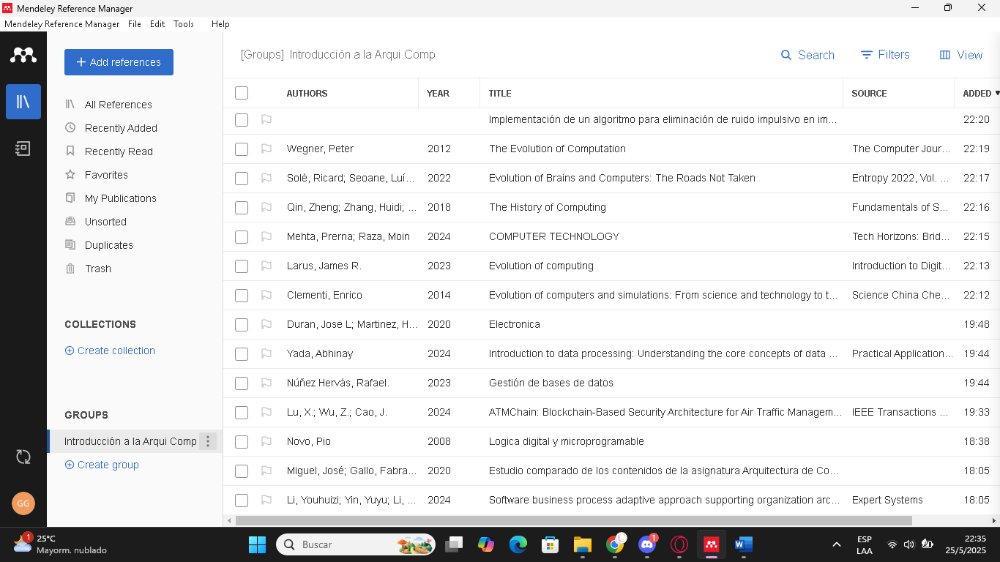 Mendeley Reference Manager
Mendeley Reference Manager File Edit Tools Help
Add references
All References
Recently Added
Recently Read
Favorites
My Publications
Unsorted
Duplicates
Trash
COLLECTIONS
Create collection
GROUPS
Introducción a la Arqui Comp
Create group
GG
[Groups] Introducción a la Arqui Comp
Search
Filters
View
AUTHORS YEAR TITLE SOURCE ADDED
Implementación de un algoritmo para eliminación de ruido impulsivo en im... 22:20
Wegner, Peter 2012 The Evolution of Computation The Computer Jour... 22:19
Solé, Ricard; Seoane, Luí... 2022 Evolution of Brains and Computers: The Roads Not Taken Entropy 2022, Vol. ... 22:17
Qin, Zheng; Zhang, Huidi; ... 2018 The History of Computing Fundamentals of S... 22:16
Mehta, Prerna; Raza, Moin 2024 COMPUTER TECHNOLOGY Tech Horizons: Brid... 22:15
Larus, James R. 2023 Evolution of computing Introduction to Digit... 22:13
Clementi, Enrico 2014 Evolution of computers and simulations: From science and technology to t... Science China Che... 22:12
Duran, Jose L; Martinez, H... 2020 Electronica 19:48
Yada, Abhinay 2024 Introduction to data processing: Understanding the core concepts of data ... Practical Application... 19:44
Núñez Hervás, Rafael. 2023 Gestión de bases de datos 19:44
Lu, X.; Wu, Z.; Cao, J. 2024 ATMChain: Blockchain-Based Security Architecture for Air Traffic Managem... IEEE Transactions ... 19:33
Novo, Pio 2008 Logica digital y microprogramable 18:38
Miguel, José; Gallo, Fabra... 2020 Estudio comparado de los contenidos de la asignatura Arquitectura de Co... 18:05
Li, Youhuizi; Yin, Yuyu; Li, ... 2024 Software business process adaptive approach supporting organization arc... Expert Systems 18:05
1
25°C
Mayorm. nublado
Buscar
1
ESP
LAA
22:35
25/5/2025